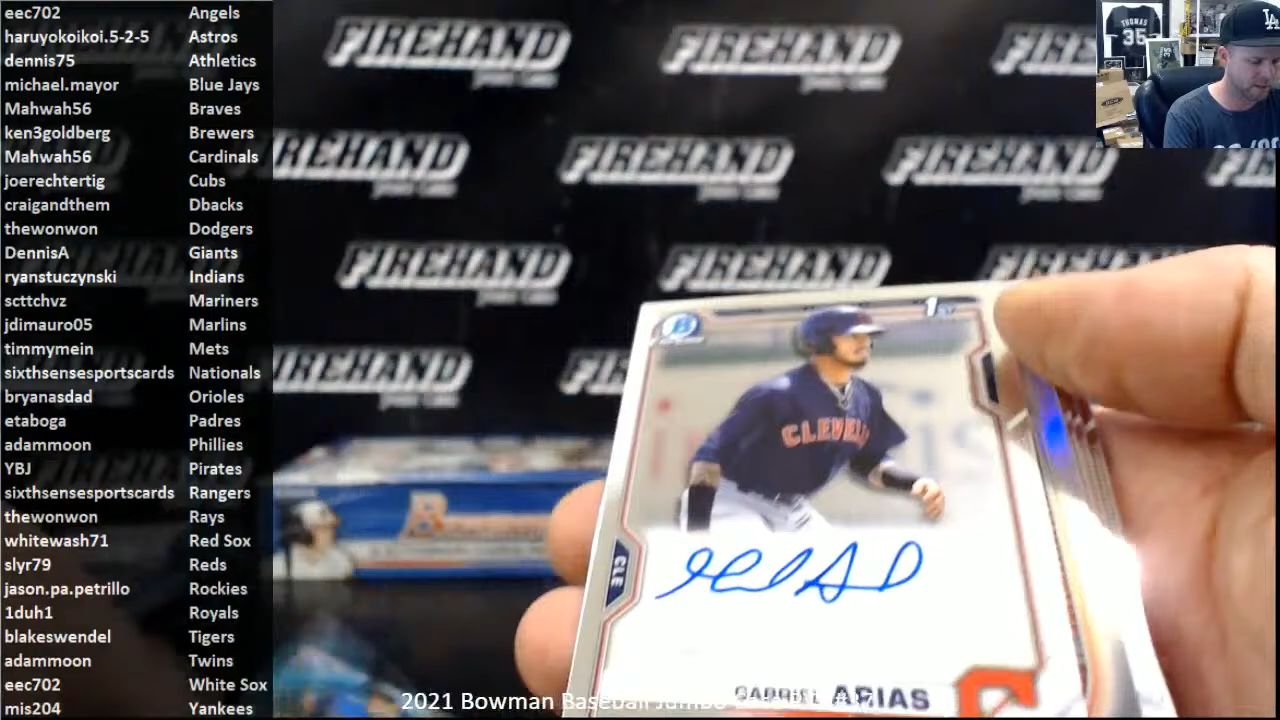 eec702 Angels
haruyokoikoi.5-2-5 Astros
dennis75 Athletics
michael.mayor Blue Jays
Mahwah56 Braves
ken3goldberg Brewers
Mahwah56 Cardinals
joerechtertig Cubs
craigandthem Dbacks
thewonwon Dodgers
DennisA Giants
ryanstuczynski Indians
scttchvz Mariners
jdimauro05 Marlins
timmymein Mets
sixthsensesportscards Nationals
bryanasdad Orioles
etaboga Padres
adammoon Phillies
YBJ Pirates
sixthsensesportscards Rangers
thewonwon Rays
whitewash71 Red Sox
slyr79 Reds
jason.pa.petrillo Rockies
1duh1 Royals
blakeswendel Tigers
adammoon Twins
eec702 White Sox
mis204 Yankees
FIREHAND FIREHAND
FIREHAND FIREHAND FIREHAND
FIREHAND FIREHAND
FIREHAND
THOMAS
35
LA
1st
B
CLEVELAND
CLE
ARIAS
C
2021 Bowman Baseball Jumbo